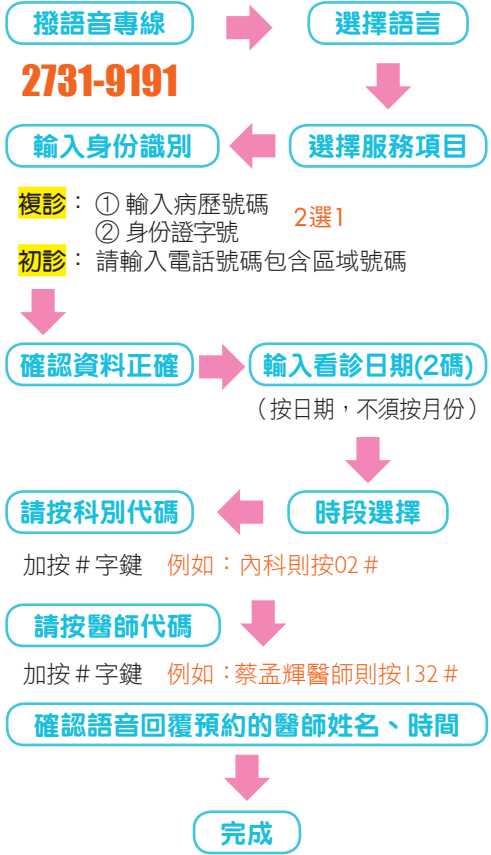 撥語音專線
選擇語言
2731-9191
選擇服務項目
輸入身份識別
複診：① 輸入病歷號碼
② 身份證字號
2選1
初診：請輸入電話號碼包含區域號碼
確認資料正確
輸入看診日期(2碼)
（按日期，不須按月份）
時段選擇
請按科別代碼
加按＃字鍵 例如：內科則按02＃
請按醫師代碼
加按＃字鍵 例如：蔡孟輝醫師則按132＃
確認語音回覆預約的醫師姓名、時間
完成